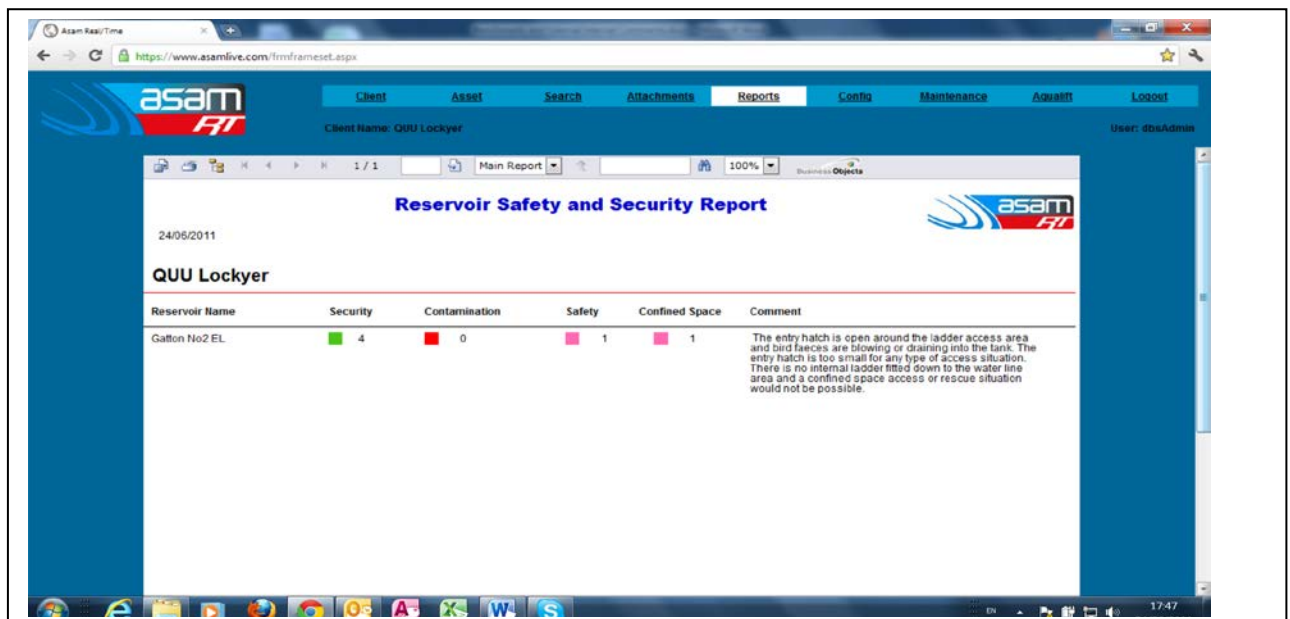 Asam Real/Time
https://www.asamlive.com/frmframeset.aspx
asam RT
Client Asset Search Attachments Reports Config Maintenance Aqualift Logout
Client Name: QUU Lockyer User: dbsAdmin
1 / 1 Main Report 100% Business Objects
Reservoir Safety and Security Report
asam RT
24/06/2011
QUU Lockyer
Reservoir Name Security Contamination Safety Confined Space Comment
Gatton No2 EL 4 0 1 1 The entry hatch is open around the ladder access area
and bird faeces are blowing or draining into the tank. The
entry hatch is too small for any type of access situation.
There is no internal ladder fitted down to the water line
area and a confined space access or rescue situation
would not be possible.
EN 17:47